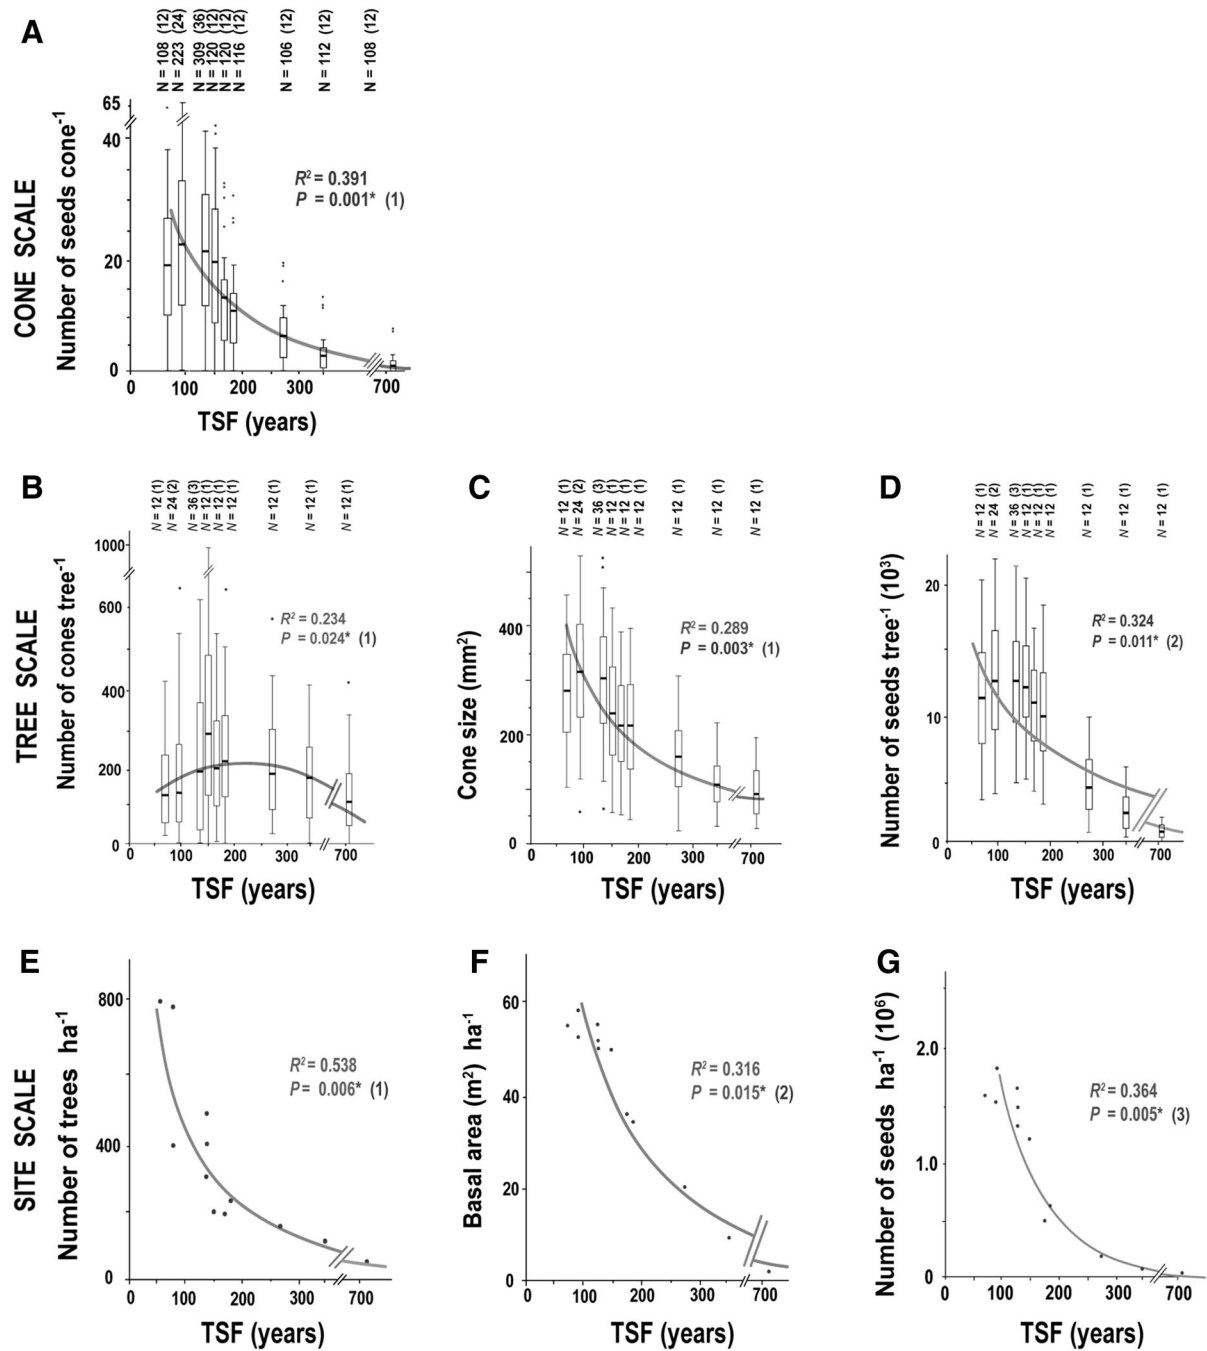 A
N = 108 (12)
N = 223 (24)
N = 309 (36)
N = 120 (12)
N = 120 (12)
N = 116 (12)
N = 106 (12)
N = 112 (12)
N = 108 (12)
CONE SCALE
Number of seeds cone⁻¹
65
40
20
0
R² = 0.391
P = 0.001* (1)
0 100 200 300 700
TSF (years)
B
N = 12 (1)
N = 24 (2)
N = 36 (3)
N = 12 (1)
N = 12 (1)
N = 12 (1)
N = 12 (1)
N = 12 (1)
N = 12 (1)
TREE SCALE
Number of cones tree⁻¹
1000
600
400
200
0
R² = 0.234
P = 0.024* (1)
0 100 200 300 700
TSF (years)
C
N = 12 (1)
N = 24 (2)
N = 36 (3)
N = 12 (1)
N = 12 (1)
N = 12 (1)
N = 12 (1)
N = 12 (1)
N = 12 (1)
Cone size (mm²)
400
200
0
R² = 0.289
P = 0.003* (1)
0 100 200 300 700
TSF (years)
D
N = 12 (1)
N = 24 (2)
N = 36 (3)
N = 12 (1)
N = 12 (1)
N = 12 (1)
N = 12 (1)
N = 12 (1)
N = 12 (1)
Number of seeds tree⁻¹ (10³)
20
10
0
R² = 0.324
P = 0.011* (2)
0 100 200 300 700
TSF (years)
E
SITE SCALE
Number of trees ha⁻¹
800
400
200
0
R² = 0.538
P = 0.006* (1)
0 100 200 300 700
TSF (years)
F
Basal area (m²) ha⁻¹
60
40
20
0
R² = 0.316
P = 0.015* (2)
0 100 200 300 700
TSF (years)
G
Number of seeds ha⁻¹ (10⁶)
2.0
1.0
0
R² = 0.364
P = 0.005* (3)
0 100 200 300 700
TSF (years)